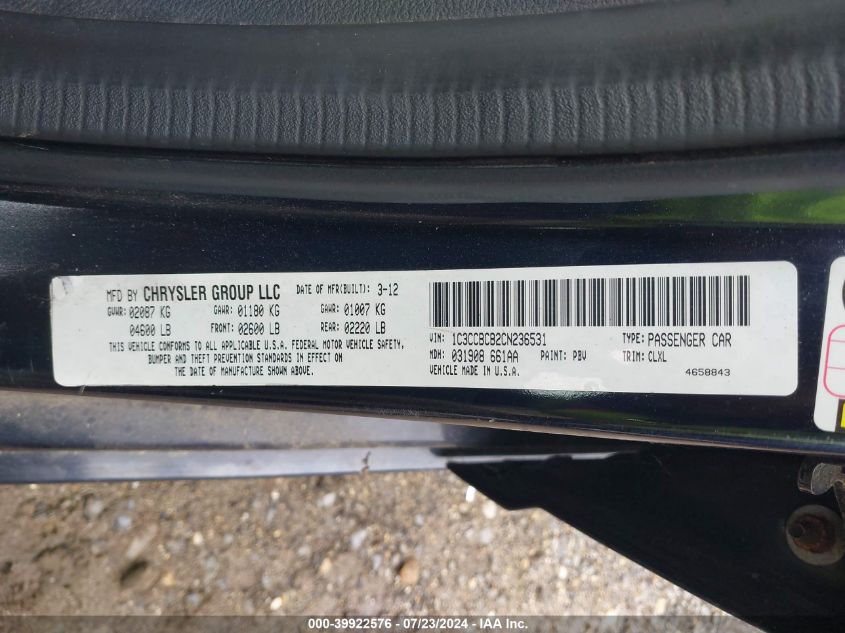 MFD BY CHRYSLER GROUP LLC DATE OF MFR(BUILT): 3-12
GVWR: 02087 KG GAWR: 01180 KG GAWR: 01007 KG
04600 LB FRONT: 02600 LB REAR: 02220 LB
THIS VEHICLE CONFORMS TO ALL APPLICABLE U.S.A. FEDERAL MOTOR VEHICLE SAFETY,
BUMPER AND THEFT PREVENTION STANDARDS IN EFFECT ON
THE DATE OF MANUFACTURE SHOWN ABOVE.
VIN: 1C3CCBCB2CN236531 TYPE: PASSENGER CAR
MDH: 031908 661AA PAINT: PBV TRIM: CLXL
VEHICLE MADE IN U.S.A. 4658843
000-39922576 - 07/23/2024 - IAAI Inc.